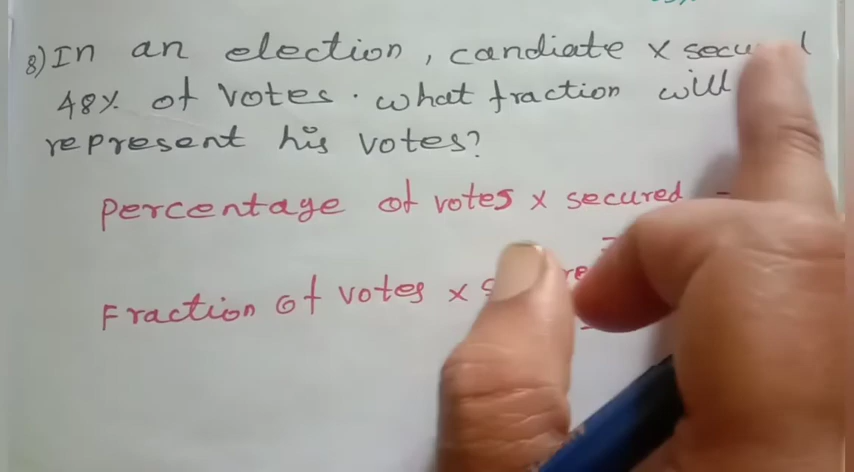 8) In an election, candiate x
48% of votes. what fraction will
represent his votes?
Percentage of votes x secured -
Fraction of votes x